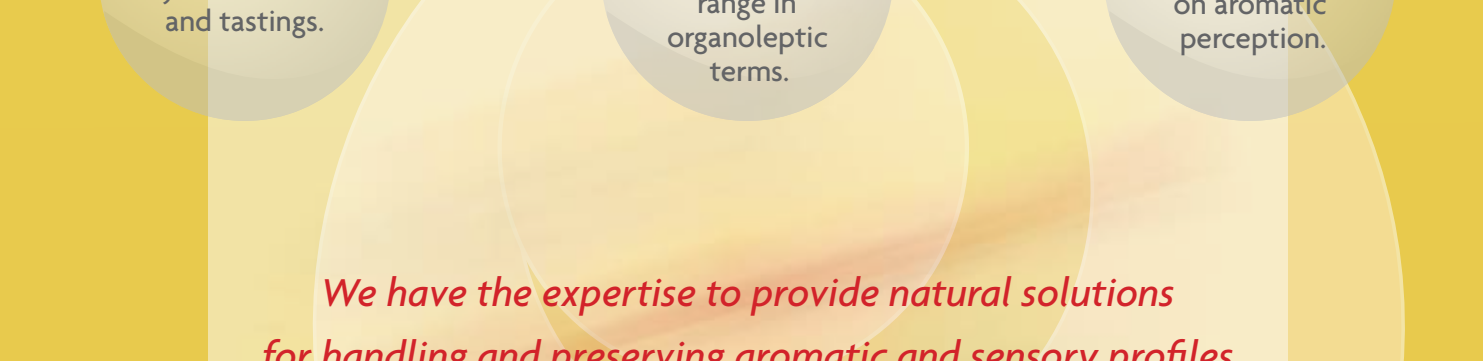 and tastings.
range in
organoleptic
terms.
on aromatic
perception.
We have the expertise to provide natural solutions
for handling and preserving aromatic and sensory profiles